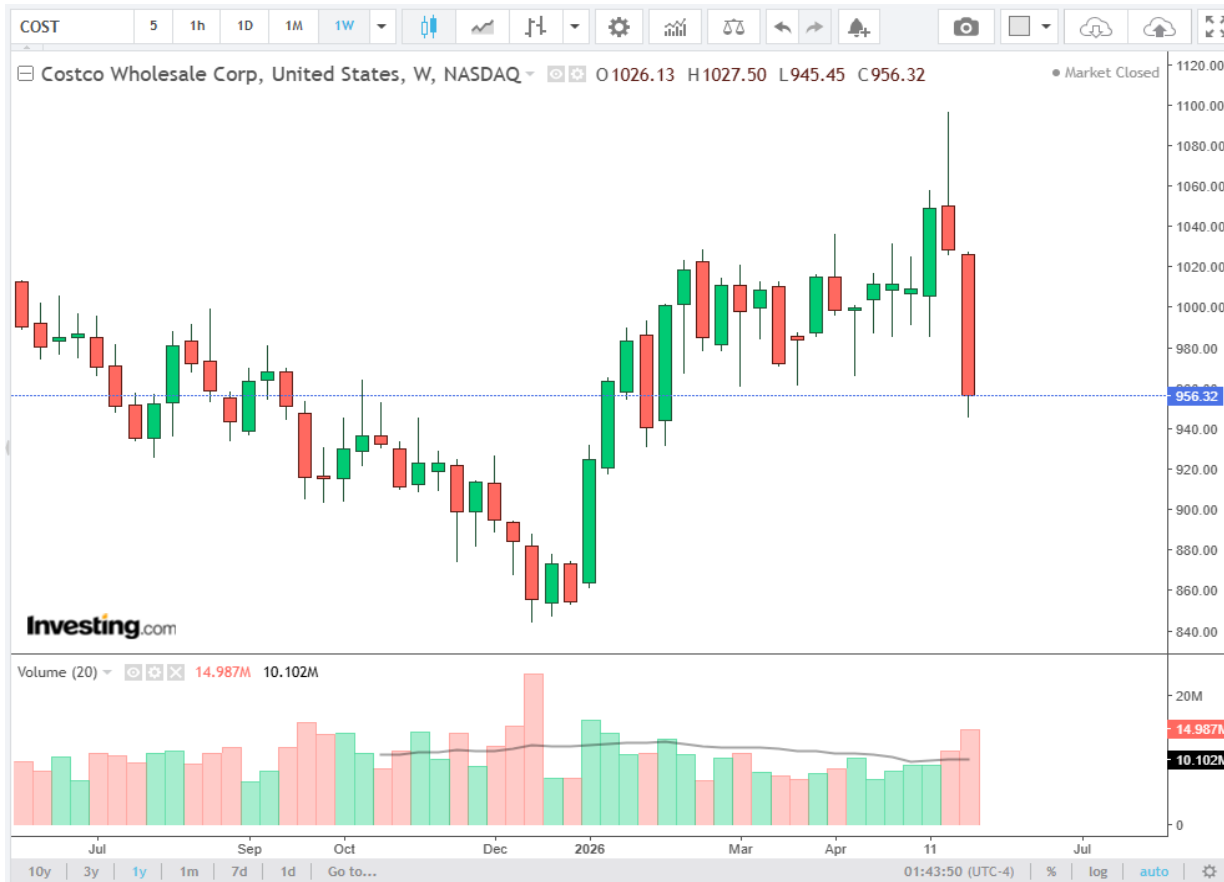 COST 5 1h 1D 1M 1W
Costco Wholesale Corp, United States, W, NASDAQ O1026.13 H1027.50 L945.45 C956.32
Market Closed
1120.00
1100.00
1080.00
1060.00
1040.00
1020.00
1000.00
980.00
960.00
956.32
940.00
920.00
900.00
880.00
860.00
840.00
Investing.com
Volume (20) 14.987M 10.102M
20M
14.987M
10.102M
0
Jul Sep Oct Dec 2026 Mar Apr 11 Jul
10y 3y 1y 1m 7d 1d Go to... 01:43:50 (UTC-4) % log auto